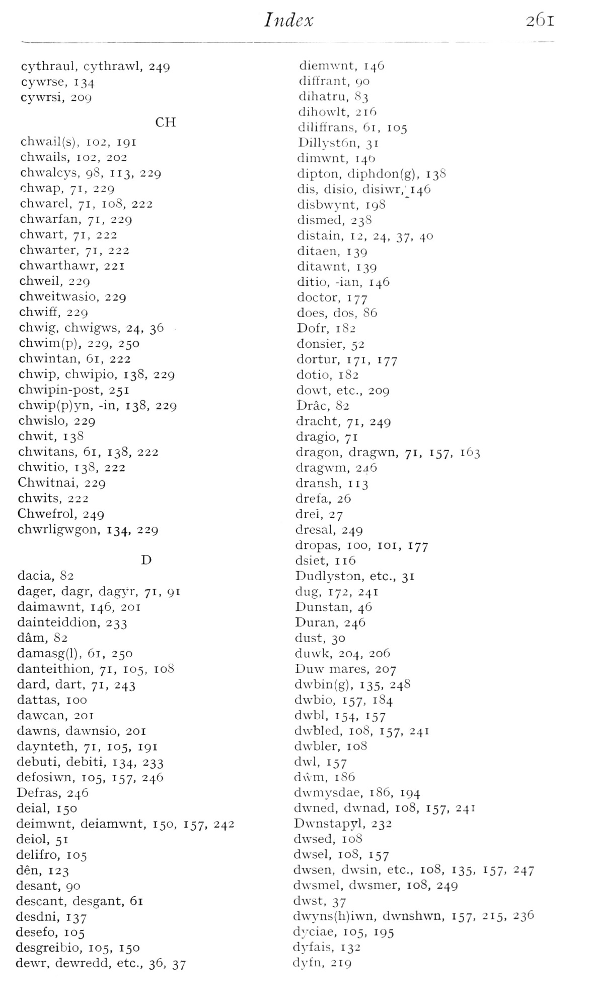 Index 261
cythraul, cythrawl, 249
cywrse, 134
cywrsi, 209
CH
chwail(s), 102, 191
chwails, 102, 202
chwalcys, 98, 113, 229
chwap, 71, 229
chwarel, 71, 108, 222
chwarfan, 71, 229
chwart, 71, 222
chwarter, 71, 222
chwarthawr, 221
chweil, 229
chweitwasio, 229
chwiff, 229
chwig, chwigws, 24, 36
chwim(p), 229, 250
chwintan, 61, 222
chwip, chwipio, 138, 229
chwipin-post, 251
chwip(p)yn, -in, 138, 229
chwislo, 229
chwit, 138
chwitans, 61, 138, 222
chwitio, 138, 222
Chwitnai, 229
chwits, 222
Chwefrol, 249
chwrligwgon, 134, 229
D
dacia, 82
dager, dagr, dagyr, 71, 91
daimawnt, 146, 201
dainteiddion, 233
dâm, 82
damasg(l), 61, 250
danteithion, 71, 105, 108
dard, dart, 71, 243
dattas, 100
dawcan, 201
dawns, dawnsio, 201
daynteth, 71, 105, 191
debuti, debiti, 134, 233
defosiwn, 105, 157, 246
Defras, 246
deial, 150
deimwnt, deiamwnt, 150, 157, 242
deiol, 51
delifro, 105
dên, 123
desant, 90
descant, desgant, 61
desdni, 137
desefo, 105
desgreibio, 105, 150
dewr, dewredd, etc., 36, 37
diemwnt, 146
diffrant, 90
dihatru, 83
dihowlt, 216
diliffrans, 61, 105
Dillyst6n, 31
dimwnt, 146
dipton, diphdon(g), 138
dis, disio, disiwr, 146
disbwynt, 198
dismed, 238
distain, 12, 24, 37, 40
ditaen, 139
ditawnt, 139
ditio, -ian, 146
doctor, 177
does, dos, 86
Dofr, 182
donsier, 52
dortur, 171, 177
dotio, 182
dowt, etc., 209
Drâc, 82
dracht, 71, 249
dragio, 71
dragon, dragwn, 71, 157, 163
dragwm, 246
dransh, 113
drefa, 26
drei, 27
dresal, 249
dropas, 100, 101, 177
dsiet, 116
Dudlyston, etc., 31
dug, 172, 241
Dunstan, 46
Duran, 246
dust, 30
duwk, 204, 206
Duw mares, 207
dwbin(g), 135, 248
dwbio, 157, 184
dwbl, 154, 157
dwbled, 108, 157, 241
dwbler, 108
dwl, 157
dŵm, 186
dwmysdae, 186, 194
dwned, dwnad, 108, 157, 241
Dwnstapyl, 232
dwsed, 108
dwsel, 108, 157
dwsen, dwsin, etc., 108, 135, 157, 247
dwsmel, dwsmer, 108, 249
dwst, 37
dwyns(h)iwn, dwnshwn, 157, 215, 236
dyciae, 105, 195
dyfais, 132
dyfn, 219